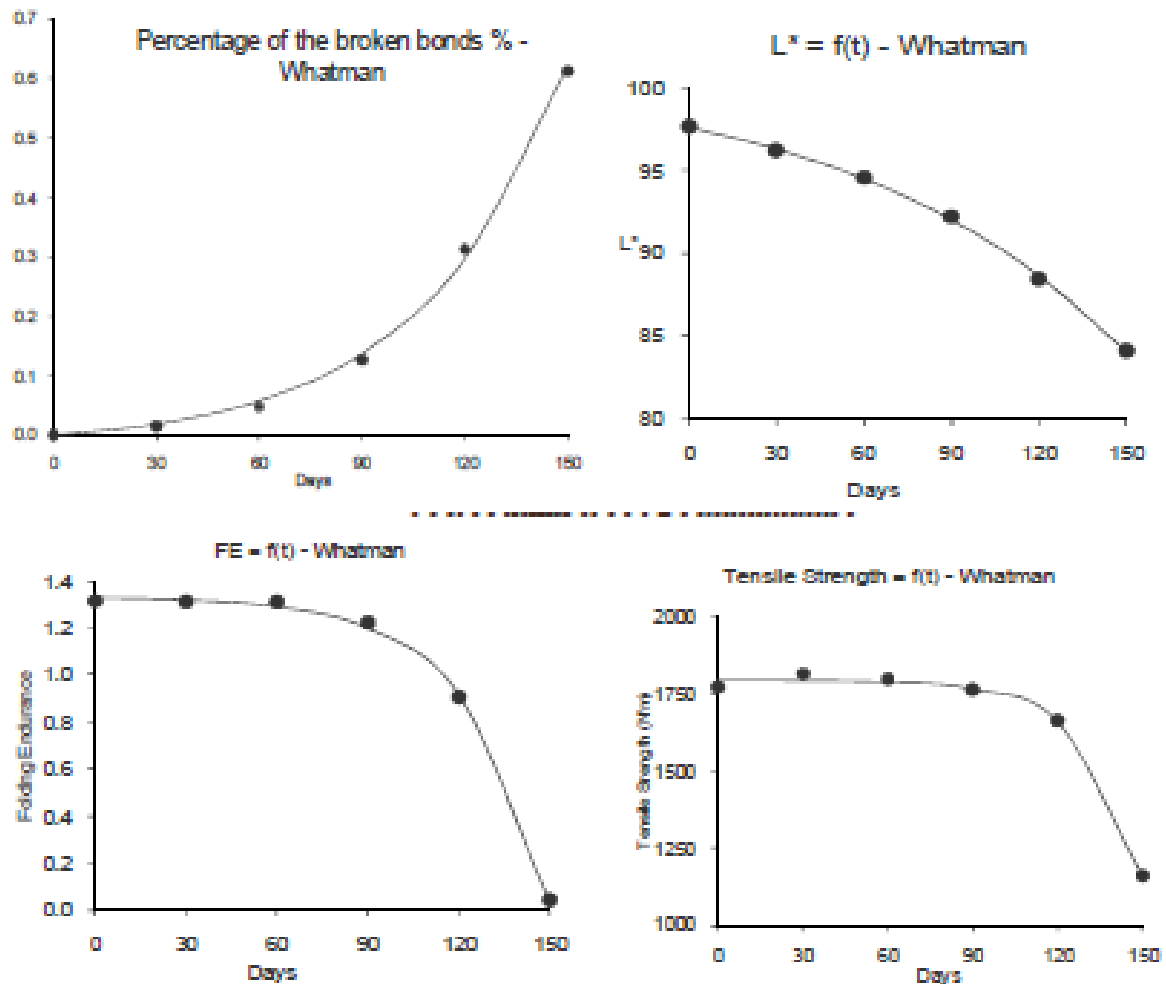 Percentage of the broken bonds % -
Whatman
0.7
0.6
0.5
0.4
0.3
0.2
0.1
0.0
0 30 60 90 120 150
Days
L* = f(t) - Whatman
100
95
90
85
80
L*
0 30 60 90 120 150
Days
FE = f(t) - Whatman
1.4
1.2
1.0
0.8
0.6
0.4
0.2
0.0
Folding Endurance
0 30 60 90 120 150
Days
Tensile Strength = f(t) - Whatman
2000
1750
1500
1250
1000
Tensile Strength (N/m)
0 30 60 90 120 150
Days